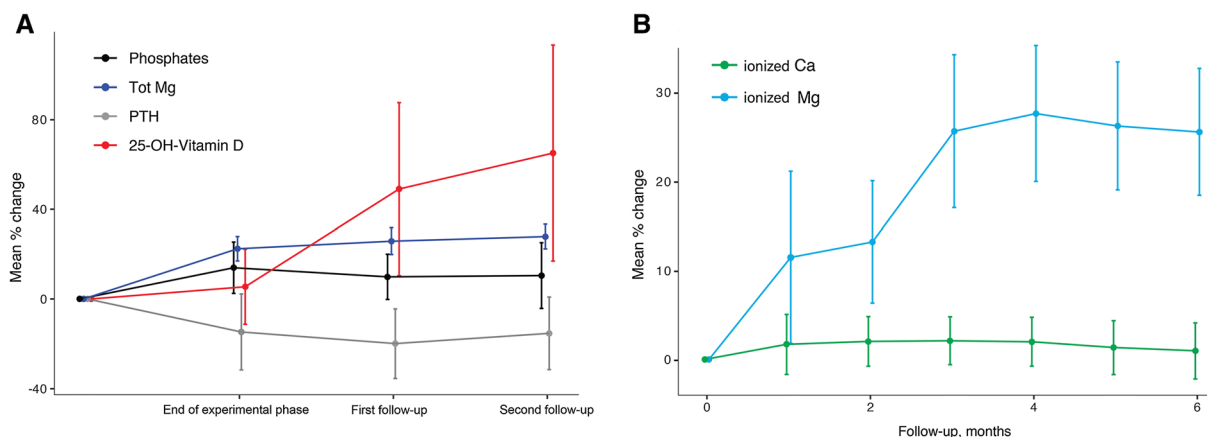 A
Phosphates
Tot Mg
PTH
25-OH-Vitamin D
Mean % change
80
40
0
-40
End of experimental phase
First follow-up
Second follow-up
B
ionized Ca
ionized Mg
Mean % change
30
20
10
0
0
2
4
6
Follow-up, months